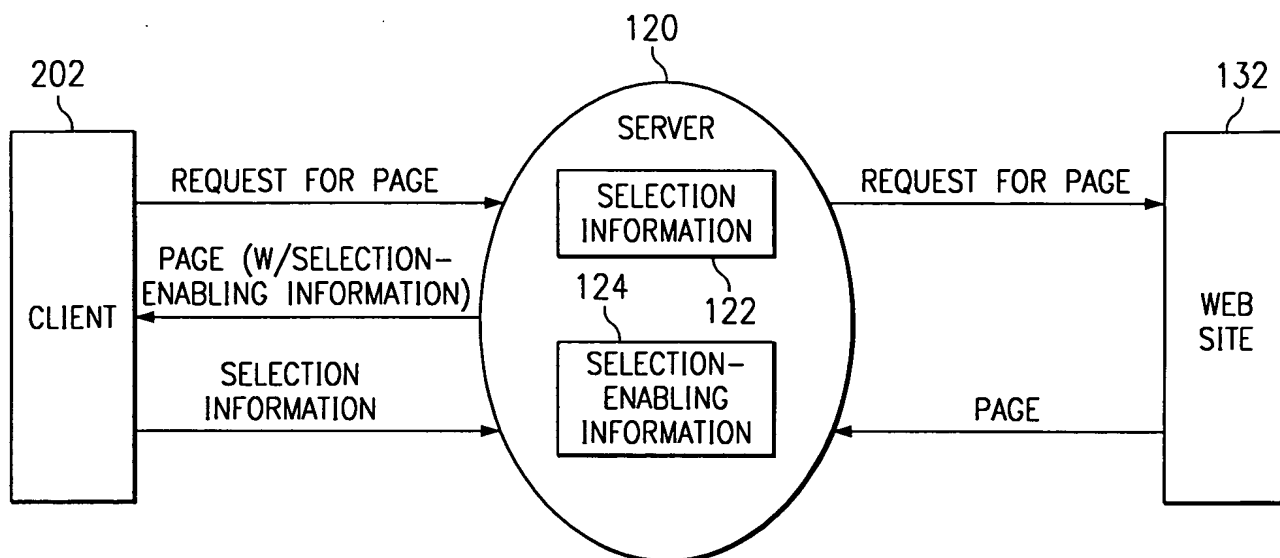 120
202
132
SERVER
REQUEST FOR PAGE
SELECTION
INFORMATION
REQUEST FOR PAGE
PAGE (W/SELECTION-
ENABLING INFORMATION)
124
122
CLIENT
WEB
SITE
SELECTION-
ENABLING
INFORMATION
SELECTION
INFORMATION
PAGE